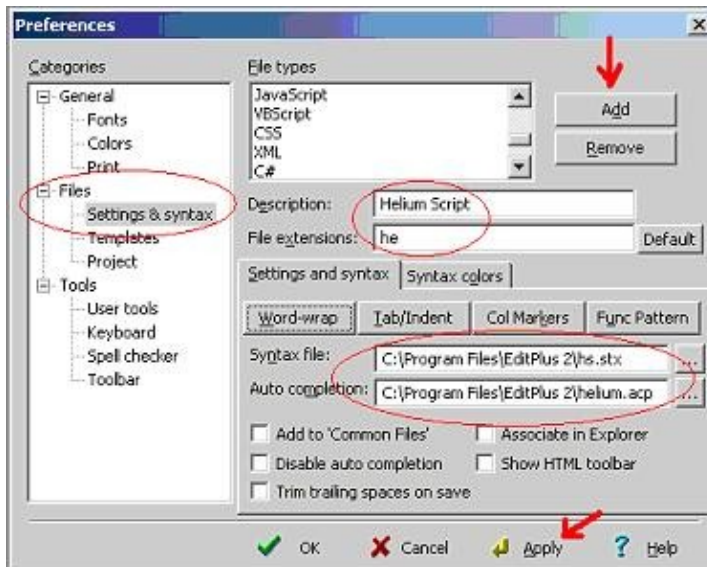 Preferences
Categories
General
Fonts
Colors
Print
Files
Settings & syntax
Templates
Project
Tools
User tools
Keyboard
Spell checker
Toolbar
File types
JavaScript
VBScript
CSS
XML
C#
Add
Remove
Description: Helium Script
File extensions: he Default
Settings and syntax Syntax colors
Word-wrap Tab/Indent Col Markers Func Pattern
Syntax file: C:\Program Files\EditPlus 2\hs.stx ...
Auto completion: C:\Program Files\EditPlus 2\helium.acp ...
Add to 'Common Files' Associate in Explorer
Disable auto completion Show HTML toolbar
Trim trailing spaces on save
OK Cancel Apply ? Help